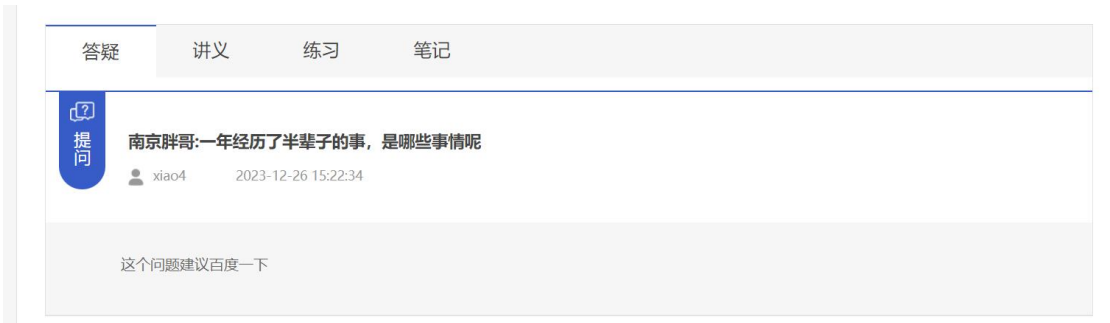 答疑 讲义 练习 笔记
提问
南京胖哥:一年经历了半辈子的事，是哪些事情呢
xiao4 2023-12-26 15:22:34
这个问题建议百度一下